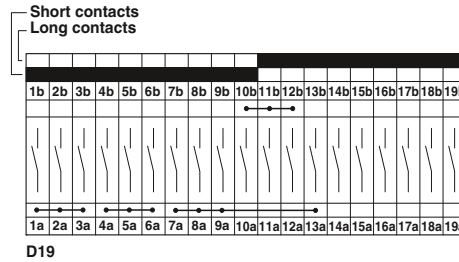 Short contacts
Long contacts
1b 2b 3b 4b 5b 6b 7b 8b 9b 10b 11b 12b 13b 14b 15b 16b 17b 18b 19b
1a 2a 3a 4a 5a 6a 7a 8a 9a 10a 11a 12a 13a 14a 15a 16a 17a 18a 19a
D19